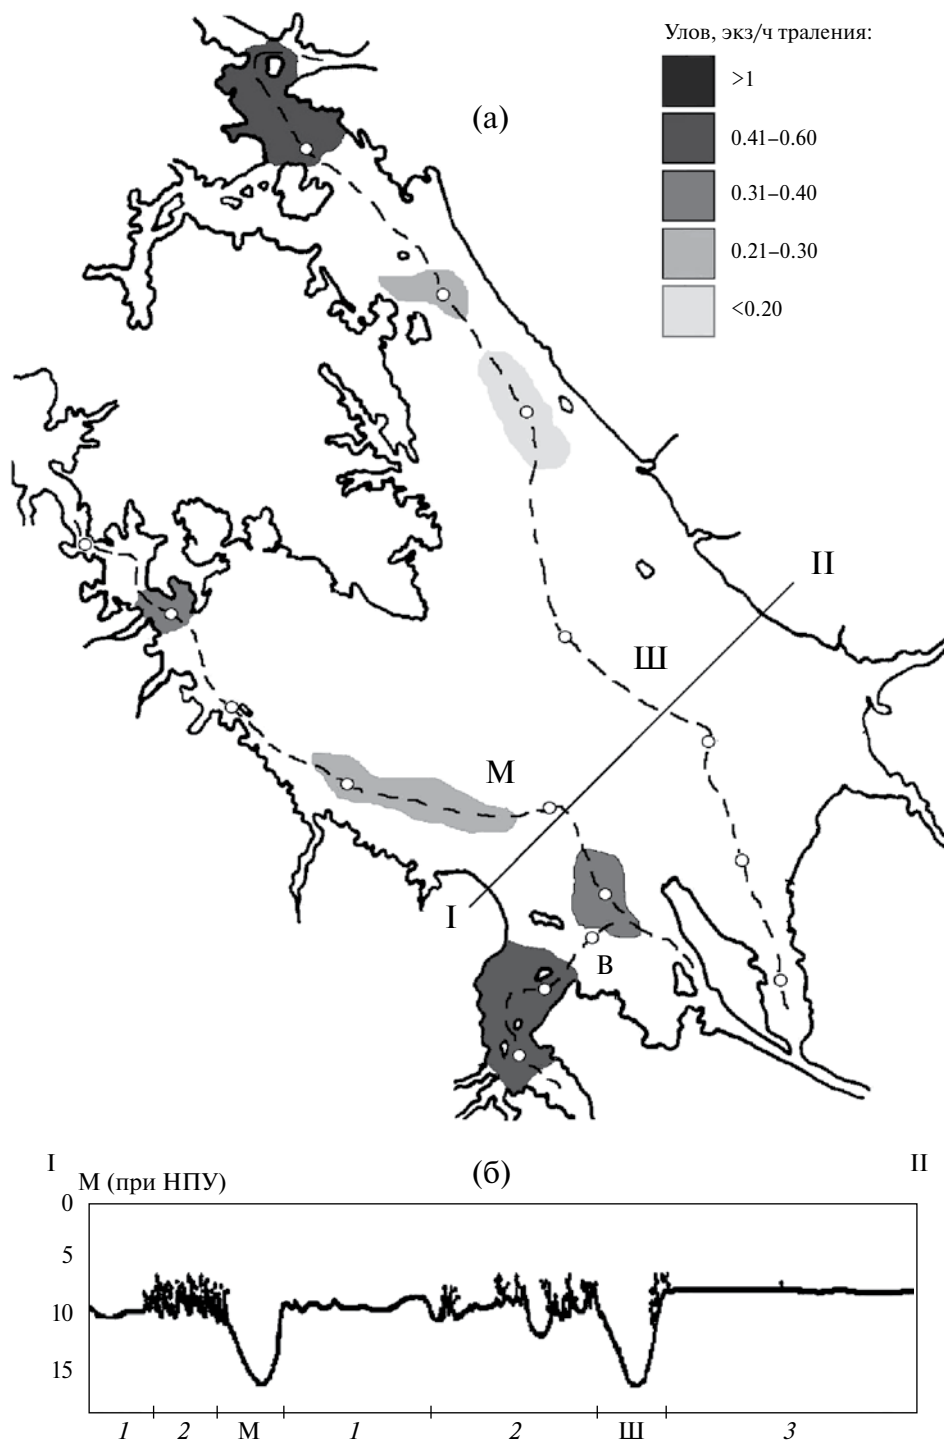 Улов, экз/ч траления:
>1
(а)
0.41–0.60
0.31–0.40
0.21–0.30
<0.20
II
Ш
М
I
В
I
II
М (при НПУ)
(б)
0
5
10
15
1 2 М 1 2 Ш 3